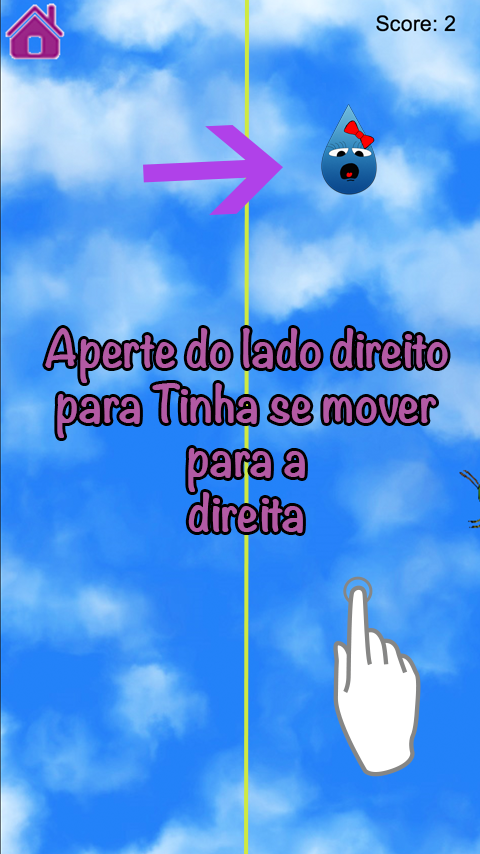 Score: 2
Aperte do lado direito
para Tinha se mover
para a
direita